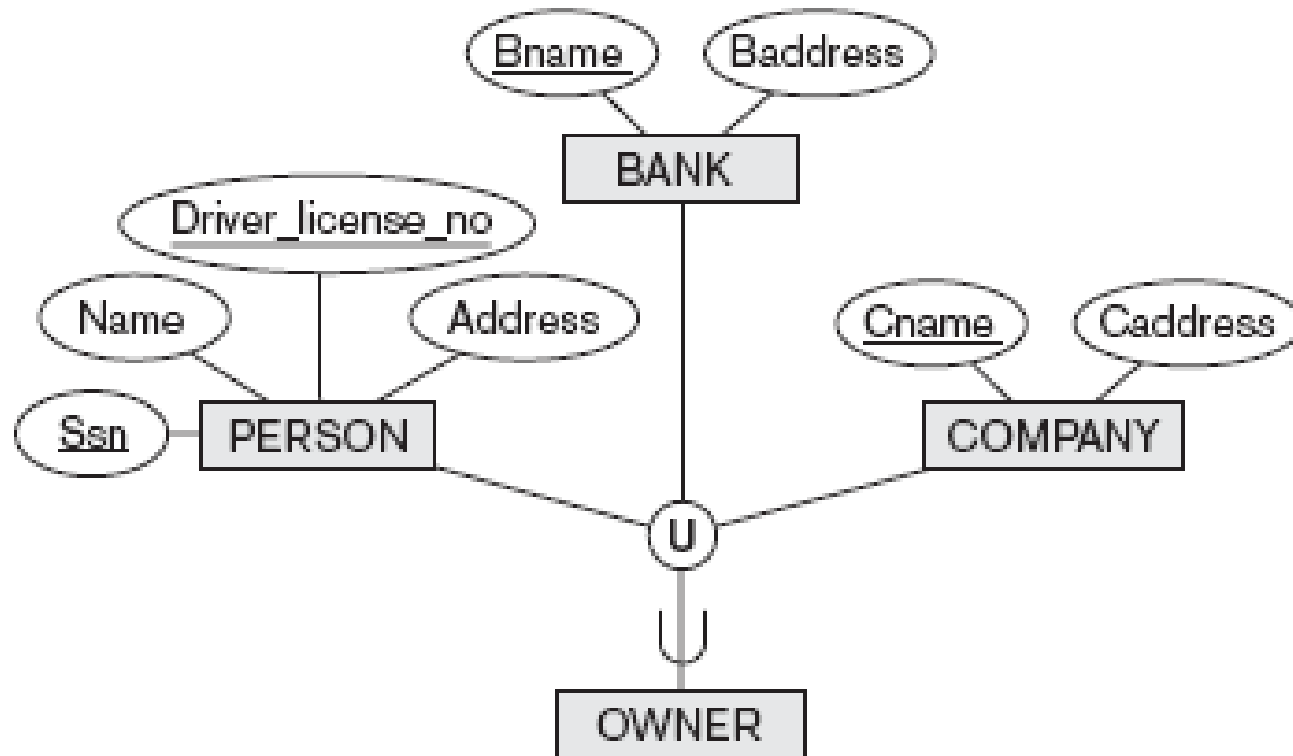 Bname Baddress
BANK
Driver_license_no
Name Address Cname Caddress
Ssn PERSON COMPANY
U
OWNER